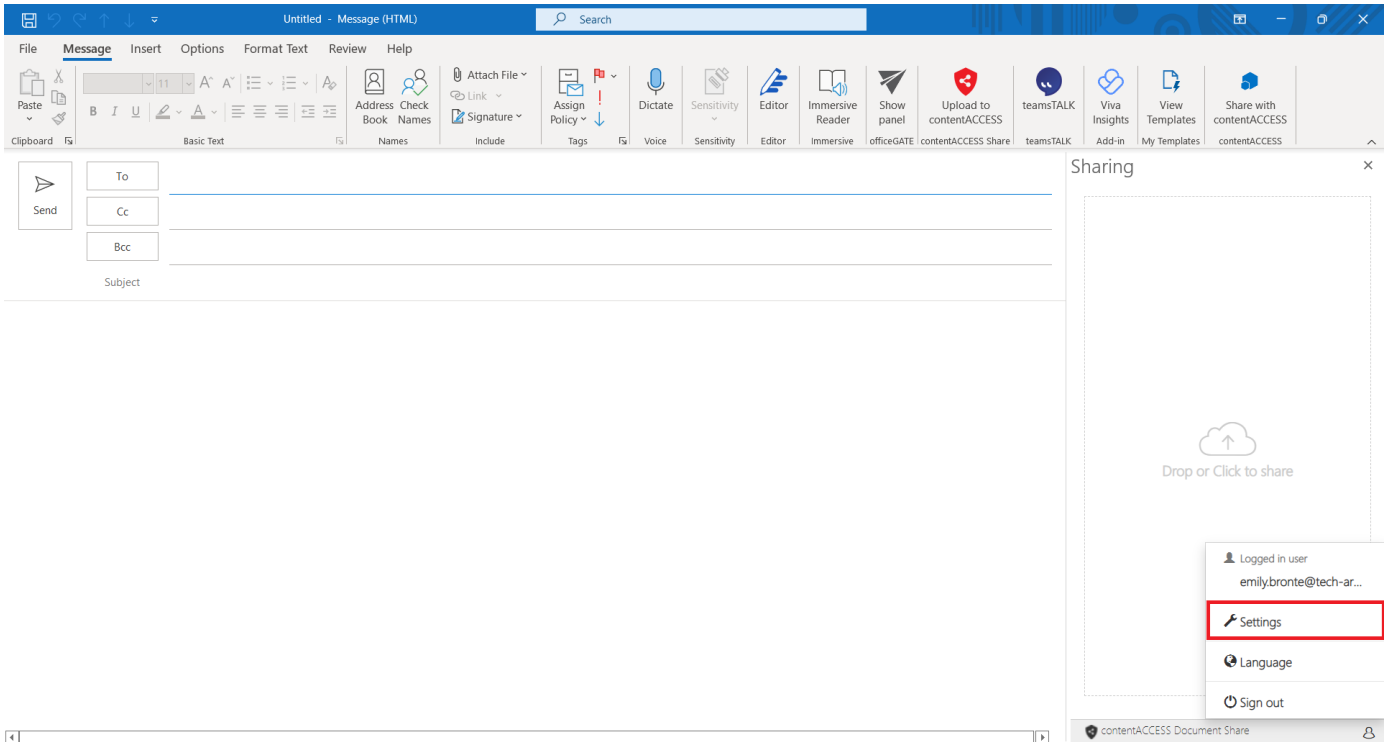 Untitled - Message (HTML)
Search
File Message Insert Options Format Text Review Help
Paste
Clipboard
11
B I U
Basic Text
Address Book
Check Names
Names
Attach File
Link
Signature
Include
Assign Policy
Tags
Dictate
Voice
Sensitivity
Sensitivity
Editor
Editor
Immersive Reader
Immersive
Show panel
officeGATE
Upload to contentACCESS
contentACCESS Share
teamsTALK
teamsTALK
Viva Insights
Add-in
View Templates
My Templates
Share with contentACCESS
contentACCESS
Send
To
Cc
Bcc
Subject
Sharing
Drop or Click to share
Logged in user
emily.bronte@tech-ar...
Settings
Language
Sign out
contentACCESS Document Share